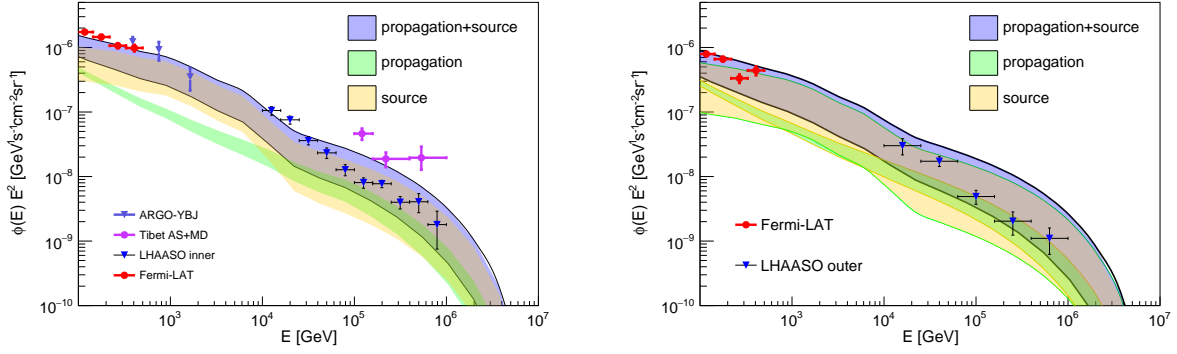 φ(E) E² [GeV¹s⁻¹cm⁻²sr⁻¹]
10⁻⁶
10⁻⁷
10⁻⁸
10⁻⁹
10⁻¹⁰
propagation+source
propagation
source
ARGO-YBJ
Tibet AS+MD
LHAASO inner
Fermi-LAT
10³
10⁴
10⁵
10⁶
10⁷
E [GeV]
φ(E) E² [GeV¹s⁻¹cm⁻²sr⁻¹]
10⁻⁶
10⁻⁷
10⁻⁸
10⁻⁹
10⁻¹⁰
propagation+source
propagation
source
Fermi-LAT
LHAASO outer
10³
10⁴
10⁵
10⁶
10⁷
E [GeV]